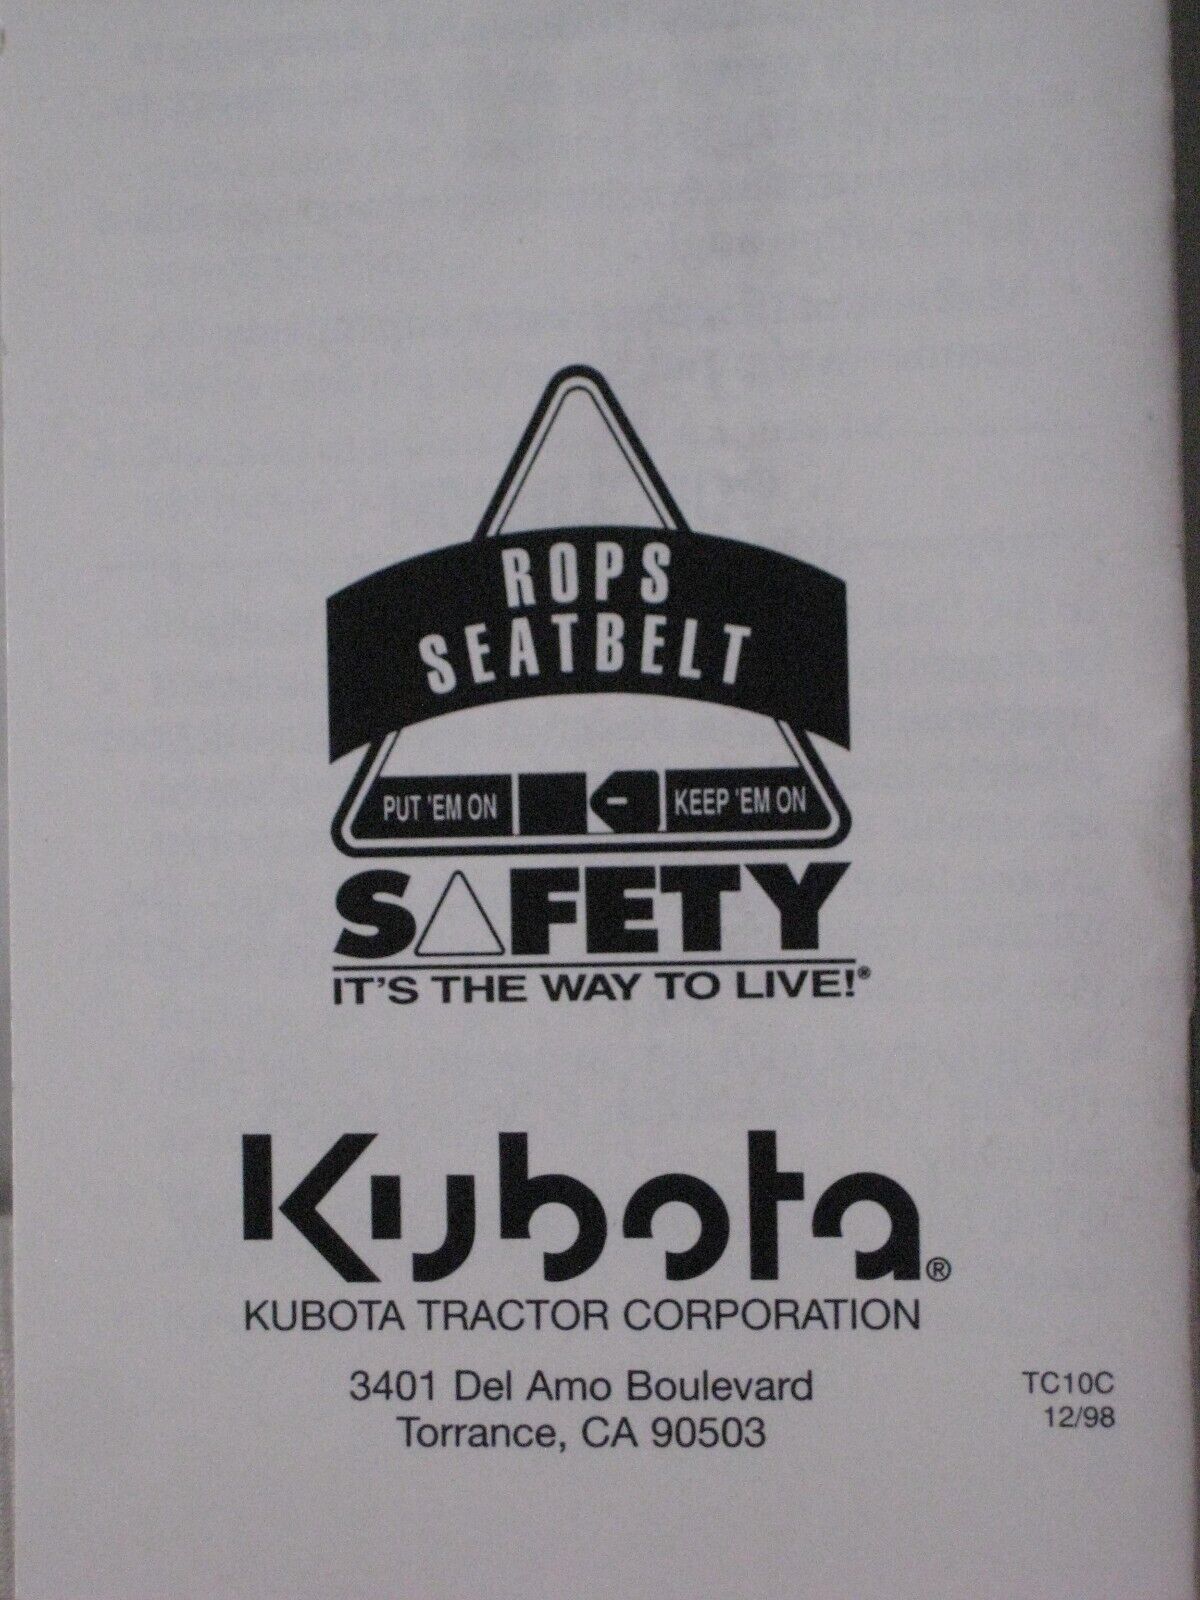 ROPS
SEATBELT
PUT 'EM ON KEEP 'EM ON
SAFETY
IT'S THE WAY TO LIVE!®
Kubota®
KUBOTA TRACTOR CORPORATION
3401 Del Amo Boulevard
Torrance, CA 90503
TC10C
12/98